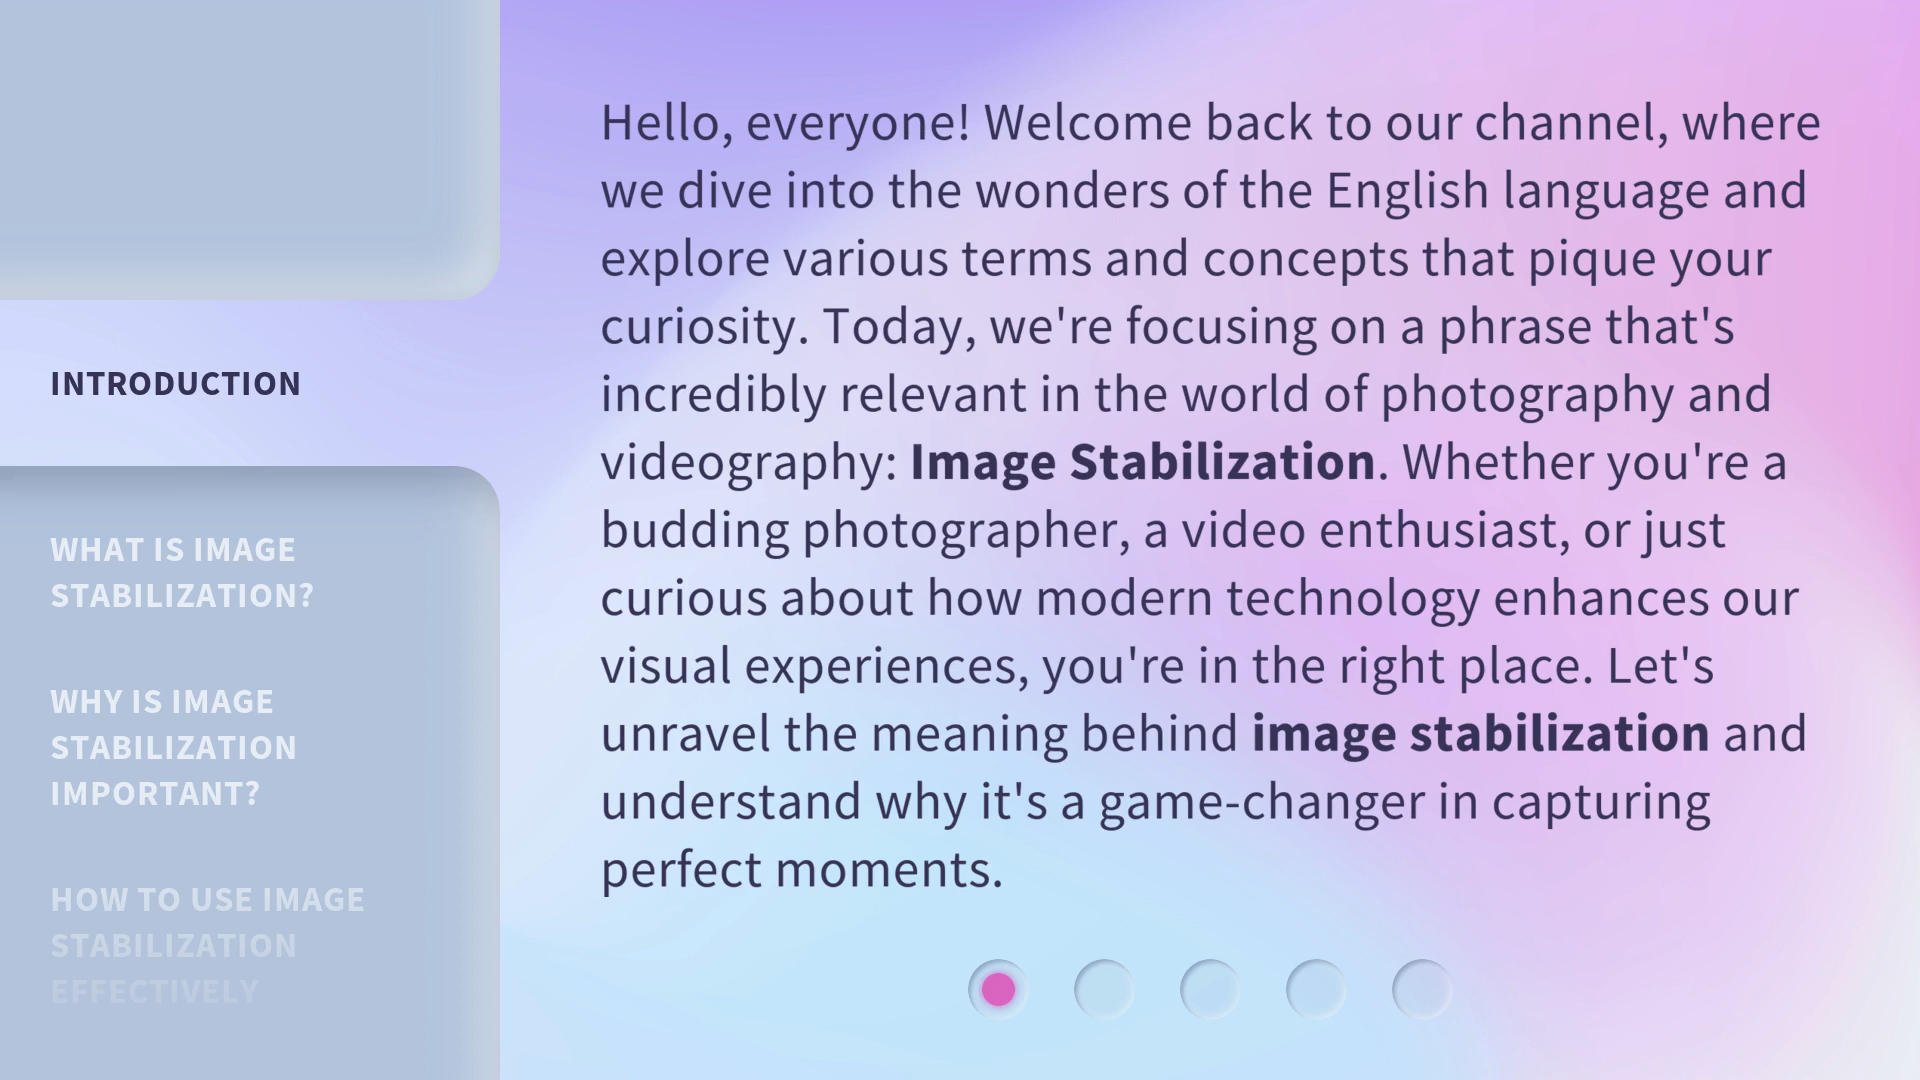 INTRODUCTION
WHAT IS IMAGE
STABILIZATION?
WHY IS IMAGE
STABILIZATION
IMPORTANT?
HOW TO USE IMAGE
STABILIZATION
EFFECTIVELY
Hello, everyone! Welcome back to our channel, where
we dive into the wonders of the English language and
explore various terms and concepts that pique your
curiosity. Today, we're focusing on a phrase that's
incredibly relevant in the world of photography and
videography: Image Stabilization. Whether you're a
budding photographer, a video enthusiast, or just
curious about how modern technology enhances our
visual experiences, you're in the right place. Let's
unravel the meaning behind image stabilization and
understand why it's a game-changer in capturing
perfect moments.